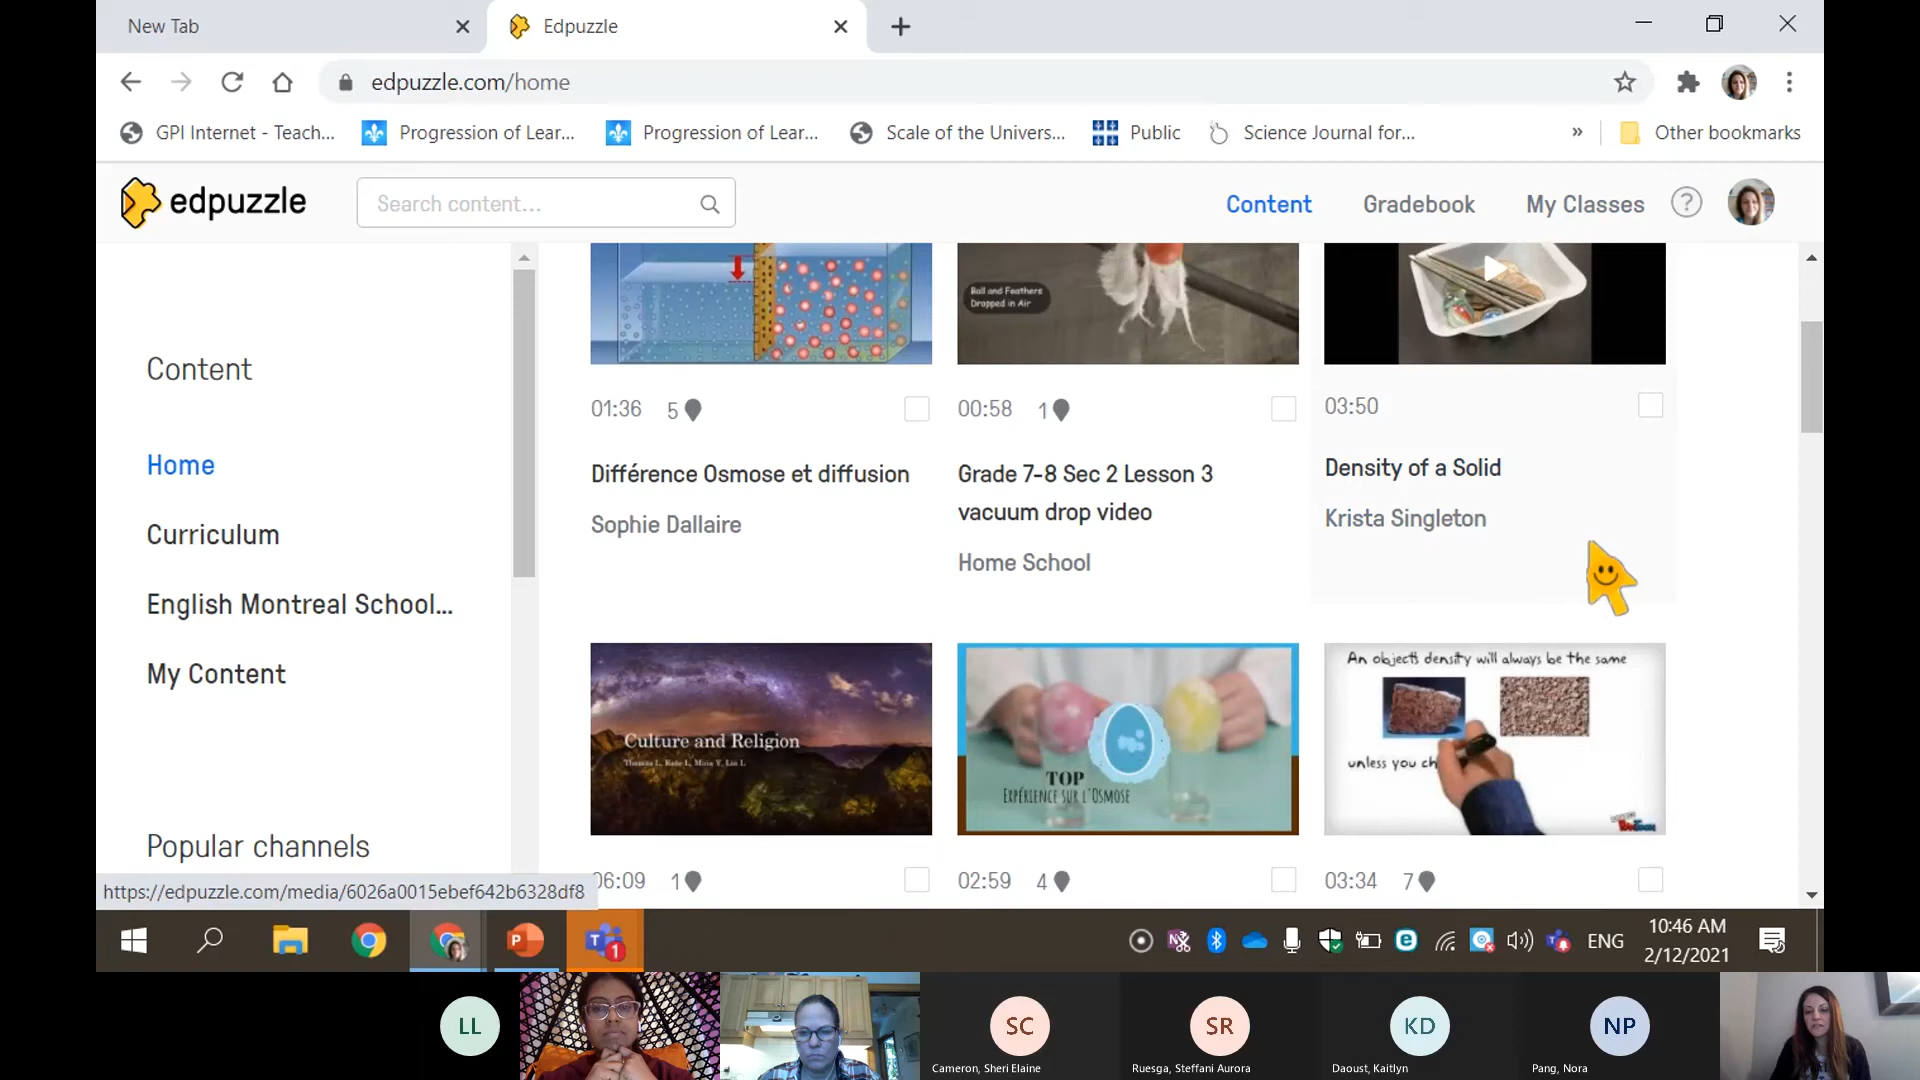 New Tab
Edpuzzle
edpuzzle.com/home
GPI Internet - Teach...
Progression of Lear...
Progression of Lear...
Scale of the Univers...
Public
Science Journal for...
»
Other bookmarks
edpuzzle
Search content...
Content
Gradebook
My Classes
?
Content
Home
Curriculum
English Montreal School...
My Content
Popular channels
Ball and Feathers
Dropped in Air
01:36
5
00:58
1
03:50
Différence Osmose et diffusion
Sophie Dallaire
Grade 7-8 Sec 2 Lesson 3
vacuum drop video
Home School
Density of a Solid
Krista Singleton
Culture and Religion
TOP
EXPÉRIENCE SUR L'OSMOSE
An objects density will always be the same
unless you ch
06:09
1
02:59
4
03:34
7
https://edpuzzle.com/media/6026a0015ebef642b6328df8
ENG
10:46 AM
2/12/2021
1
LL
SC
Cameron, Sheri Elaine
SR
Ruesga, Steffani Aurora
KD
Daoust, Kaitlyn
NP
Pang, Nora